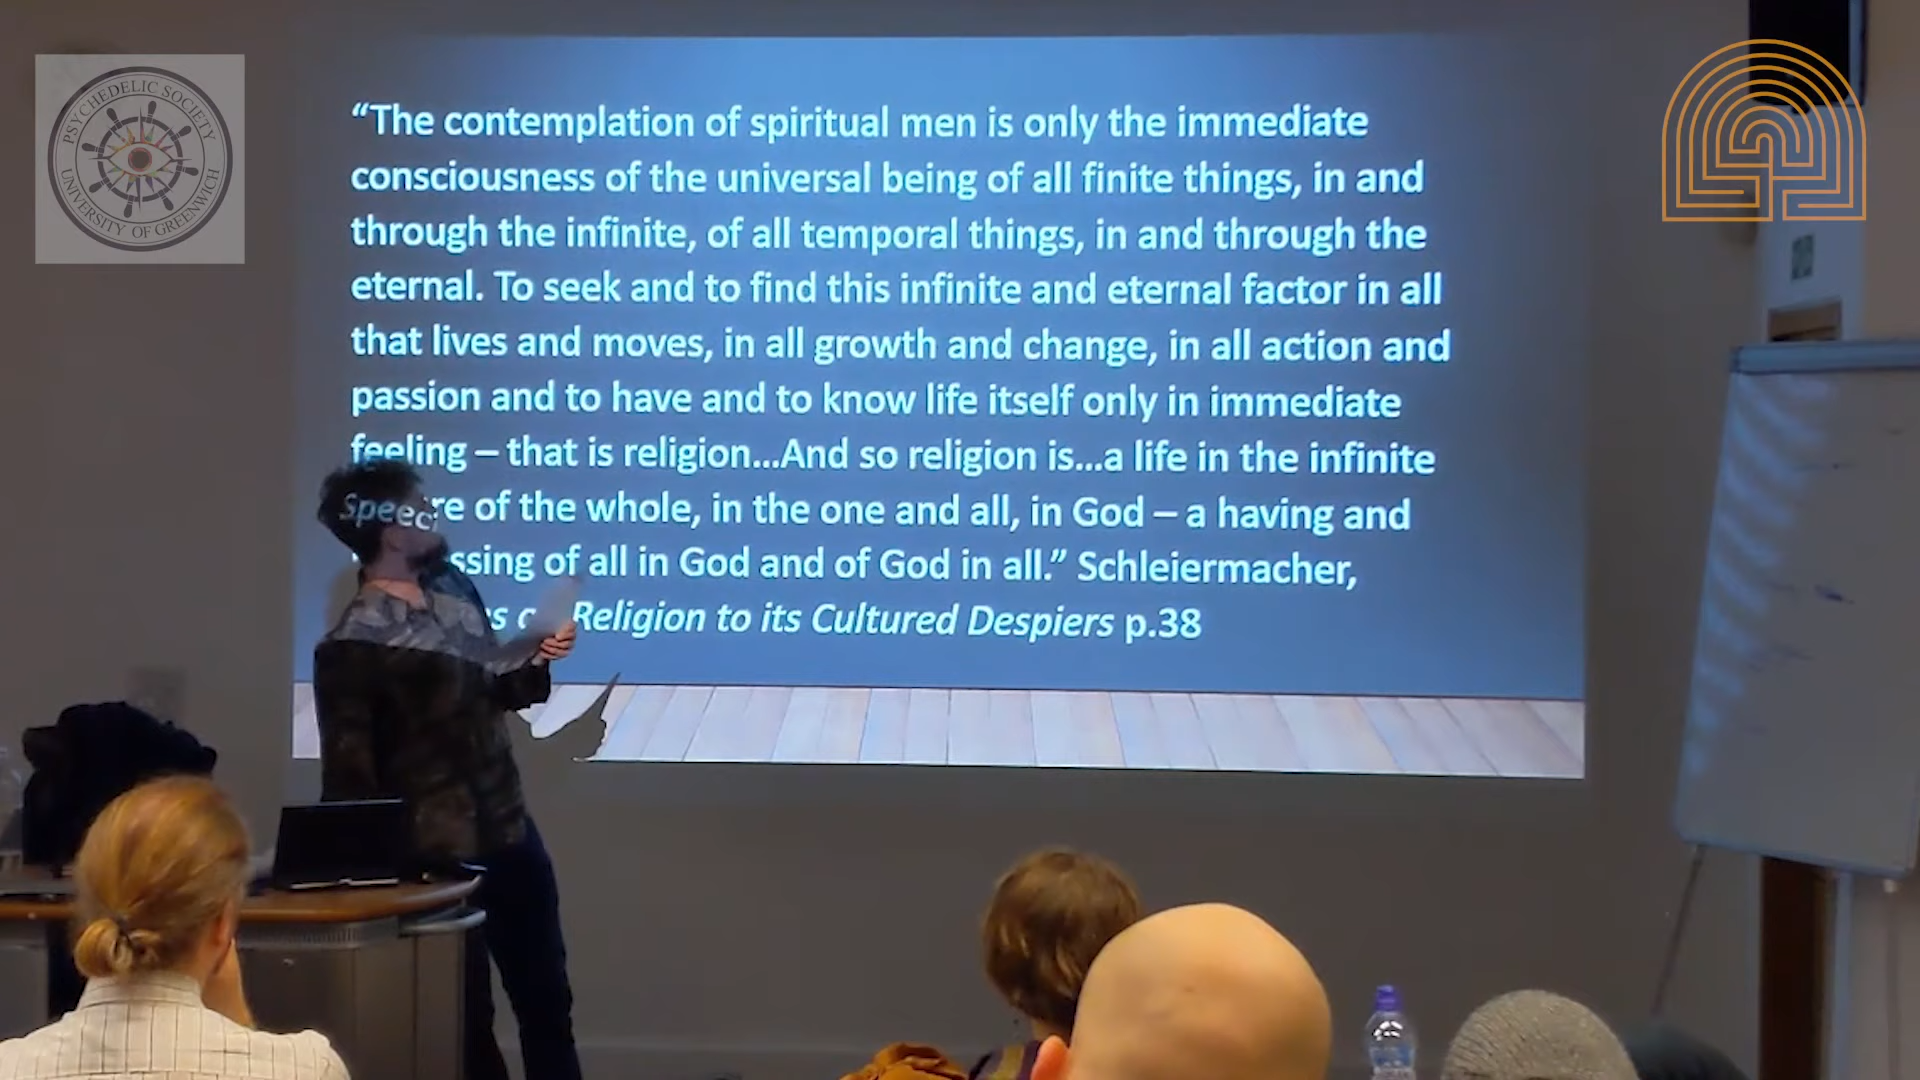 PSYCHEDELIC SOCIETY
UNIVERSITY OF GREENWICH
“The contemplation of spiritual men is only the immediate
consciousness of the universal being of all finite things, in and
through the infinite, of all temporal things, in and through the
eternal. To seek and to find this infinite and eternal factor in all
that lives and moves, in all growth and change, in all action and
passion and to have and to know life itself only in immediate
feeling – that is religion...And so religion is...a life in the infinite
re of the whole, in the one and all, in God – a having and
ssing of all in God and of God in all.” Schleiermacher,
Speec s o Religion to its Cultured Despiers p.38